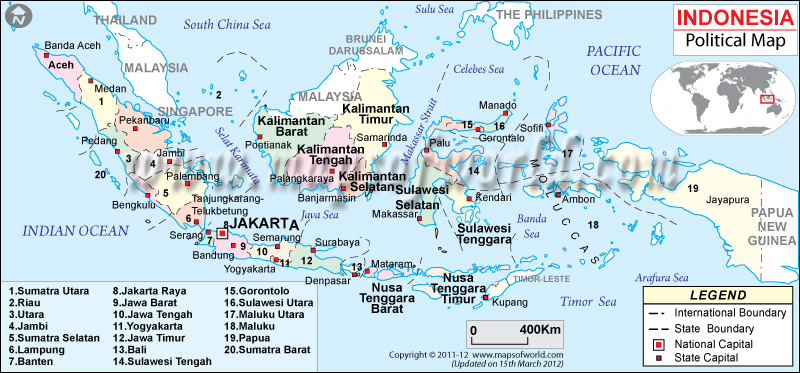 INDONESIA
Political Map
N
THAILAND
South China Sea
Sulu Sea
THE PHILIPPINES
PACIFIC
OCEAN
BRUNEI
DARUSSALAM
Celebes Sea
Banda Aceh
Aceh
MALAYSIA
Medan
1
2
MALAYSIA
Kalimantan
Timur
Manado
SINGAPORE
Pekanbaru
Kalimantan
Barat
Makassar Strait
15
16
Sofifi
Gorontalo
17
Pedang
Selat Karimata
Pontianak
Samarinda
Palu
3
Jambi
4
Kalimantan
Tengah
14
MOLUCCAS
20
Palembang
Palangkaraya
Kalimantan
Selatan
Sulawesi
Selatan
19
5
Tanjungkarang-
Telukbetung
Banjarmasin
Kendari
Ambon
Jayapura
Bengkulu
6
Makassar
Banda
Sea
18
PAPUA
NEW
GUINEA
8
JAKARTA
Java Sea
INDIAN OCEAN
Serang
7
Semarang
Surabaya
Sulawesi
Tenggara
9
10
Bandung
11
12
13
Mataram
Yogyakarta
Denpasar
Nusa
Tenggara
Barat
Nusa
Tenggara
Timur
TIMOR-LESTE
Arafura Sea
Kupang
Timor Sea
1.Sumatra Utara
2.Riau
3.Utara
4.Jambi
5.Sumatra Selatan
6.Lampung
7.Banten
8.Jakarta Raya
9.Jawa Barat
10.Jawa Tengah
11.Yogyakarta
12.Jawa Timur
13.Bali
14.Sulawesi Tengah
15.Gorontolo
16.Sulawesi Utara
17.Maluku Utara
18.Maluku
19.Papua
20.Sumatra Barat
0
400Km
Copyright © 2011-12 www.mapsofworld.com
(Updated on 15th March 2012)
LEGEND
International Boundary
State Boundary
National Capital
State Capital